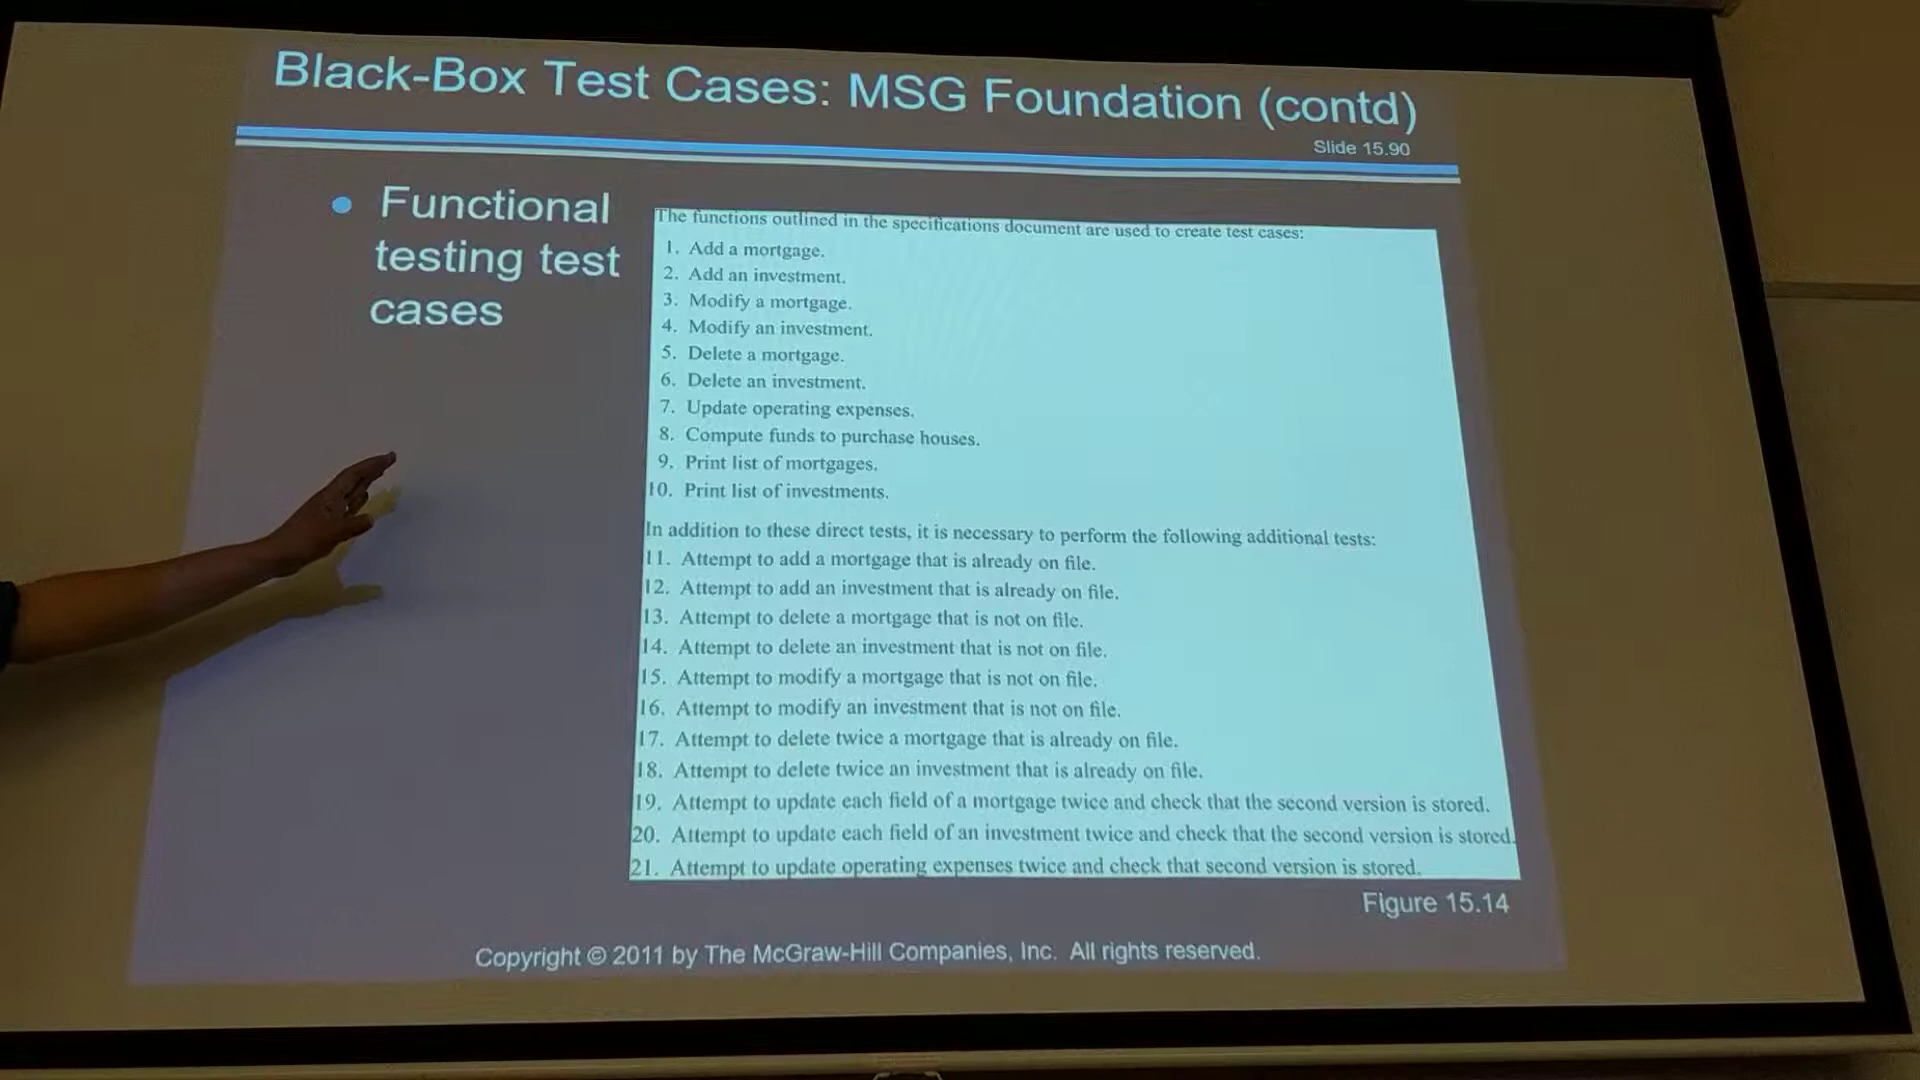 Black-Box Test Cases: MSG Foundation (contd)
Slide 15.90
Functional
testing test
cases
The functions outlined in the specifications document are used to create test cases:
1. Add a mortgage.
2. Add an investment.
3. Modify a mortgage.
4. Modify an investment.
5. Delete a mortgage.
6. Delete an investment.
7. Update operating expenses.
8. Compute funds to purchase houses.
9. Print list of mortgages.
10. Print list of investments.
In addition to these direct tests, it is necessary to perform the following additional tests:
11. Attempt to add a mortgage that is already on file.
12. Attempt to add an investment that is already on file.
13. Attempt to delete a mortgage that is not on file.
14. Attempt to delete an investment that is not on file.
15. Attempt to modify a mortgage that is not on file.
16. Attempt to modify an investment that is not on file.
17. Attempt to delete twice a mortgage that is already on file.
18. Attempt to delete twice an investment that is already on file.
19. Attempt to update each field of a mortgage twice and check that the second version is stored.
20. Attempt to update each field of an investment twice and check that the second version is stored.
21. Attempt to update operating expenses twice and check that second version is stored.
Figure 15.14
Copyright © 2011 by The McGraw-Hill Companies, Inc. All rights reserved.